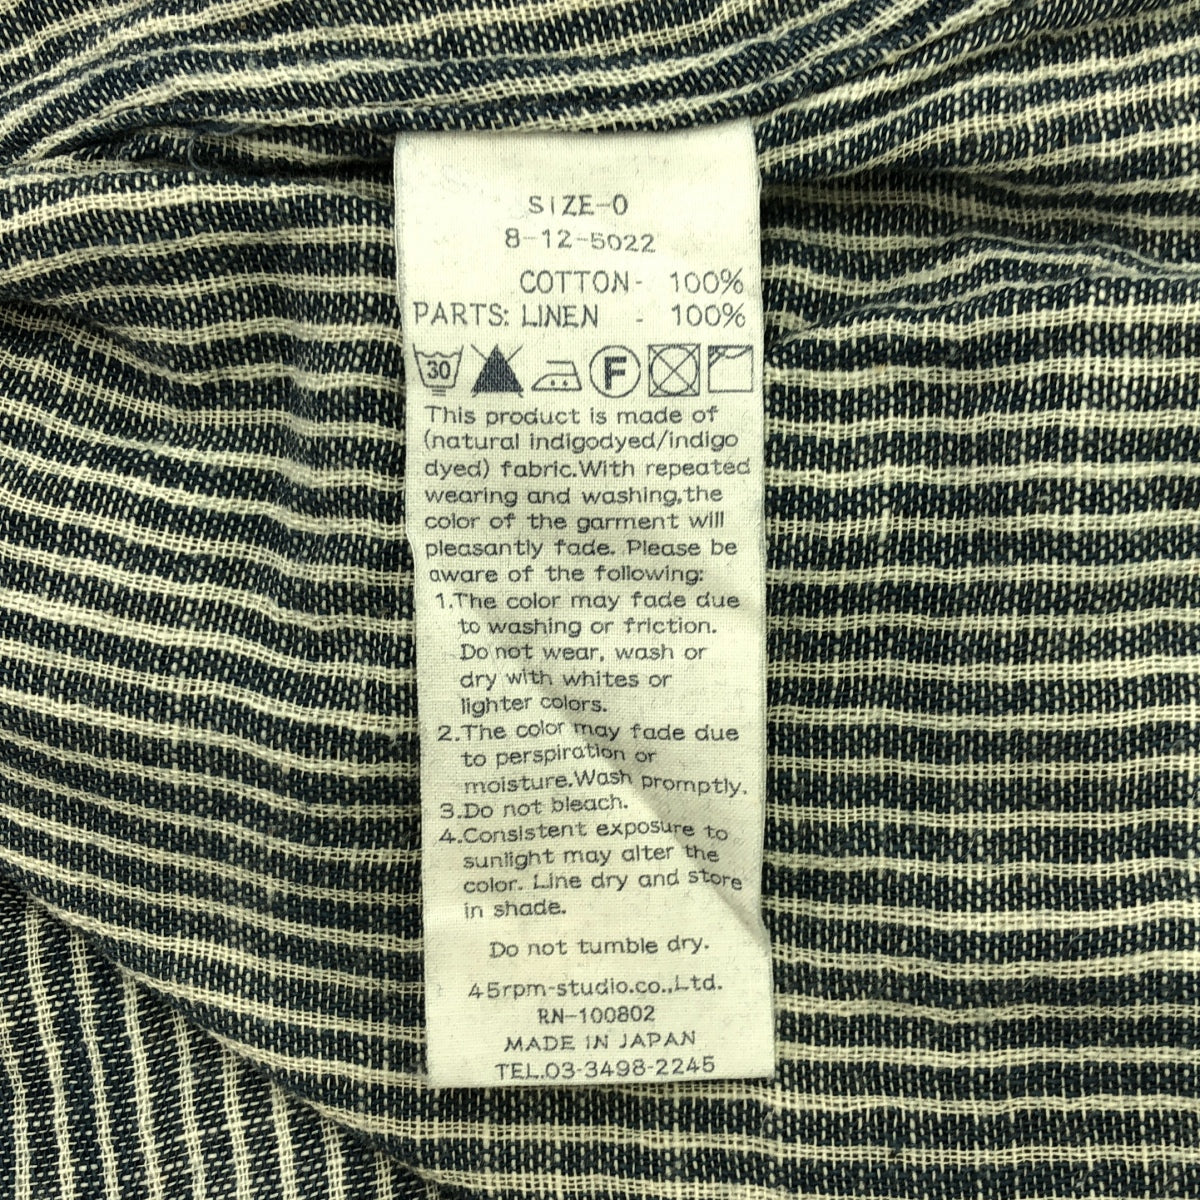 SIZE-0
8-12-5022
COTTON- 100%
PARTS: LINEN - 100%
30 F
This product is made of
(natural indigodyed/indigo
dyed) fabric.With repeated
wearing and washing,the
color of the garment will
pleasantly fade. Please be
aware of the following:
1.The color may fade due
to washing or friction.
Do not wear, wash or
dry with whites or
lighter colors.
2.The color may fade due
to perspiration or
moisture.Wash promptly.
3.Do not bleach.
4.Consistent exposure to
sunlight may alter the
color. Line dry and store
in shade.
Do not tumble dry.
45rpm-studio.co.,Ltd.
RN-100802
MADE IN JAPAN
TEL.03-3498-2245